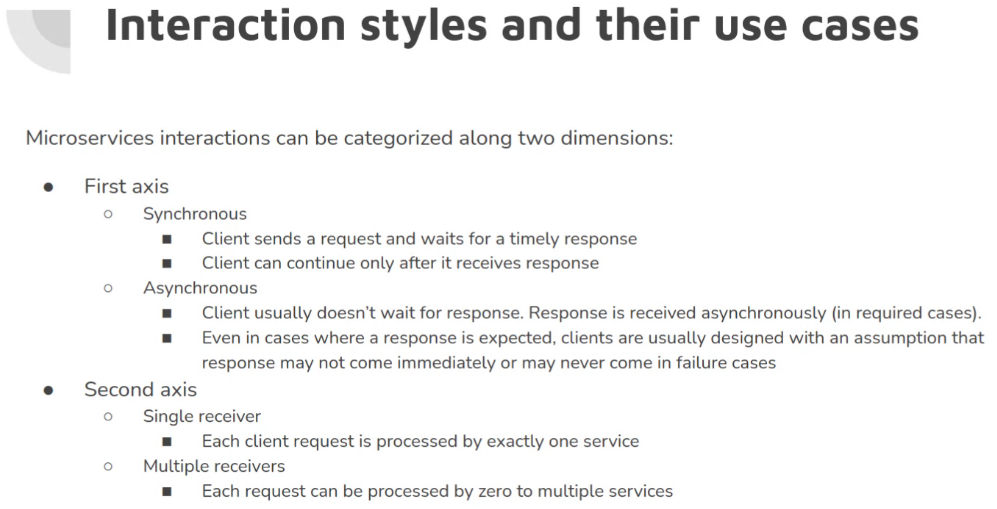 Interaction styles and their use cases
Microservices interactions can be categorized along two dimensions:
● First axis
○ Synchronous
■ Client sends a request and waits for a timely response
■ Client can continue only after it receives response
○ Asynchronous
■ Client usually doesn’t wait for response. Response is received asynchronously (in required cases).
■ Even in cases where a response is expected, clients are usually designed with an assumption that
response may not come immediately or may never come in failure cases
● Second axis
○ Single receiver
■ Each client request is processed by exactly one service
○ Multiple receivers
■ Each request can be processed by zero to multiple services